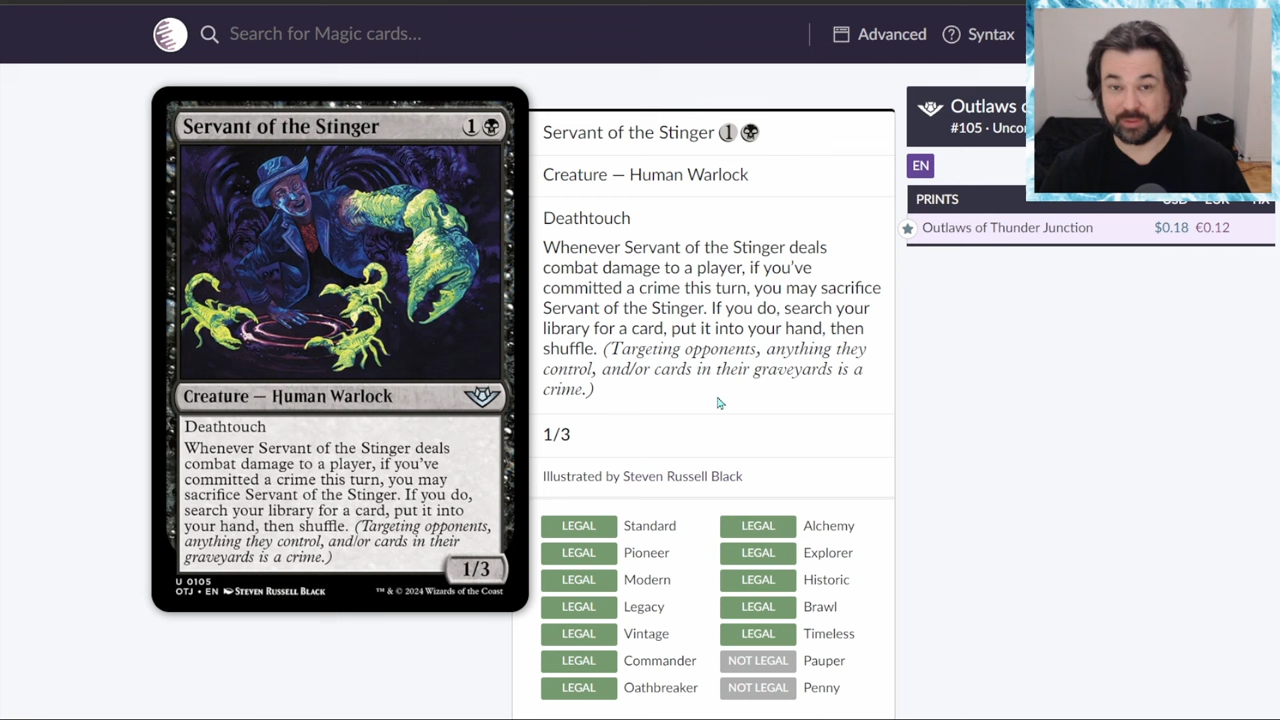 Search for Magic cards...
Advanced
Syntax
Servant of the Stinger 1
Creature — Human Warlock
Deathtouch
Whenever Servant of the Stinger deals
combat damage to a player, if you've
committed a crime this turn, you may
sacrifice Servant of the Stinger. If you do,
search your library for a card, put it into
your hand, then shuffle. (Targeting opponents,
anything they control, and/or cards in their
graveyards is a crime.)
1/3
U 0105
OTJ • EN Steven Russell Black
™ & © 2024 Wizards of the Coast
Servant of the Stinger 1
Creature — Human Warlock
Deathtouch
Whenever Servant of the Stinger deals
combat damage to a player, if you've
committed a crime this turn, you may sacrifice
Servant of the Stinger. If you do, search your
library for a card, put it into your hand, then
shuffle. (Targeting opponents, anything they
control, and/or cards in their graveyards is a
crime.)
1/3
Illustrated by Steven Russell Black
LEGAL Standard LEGAL Alchemy
LEGAL Pioneer LEGAL Explorer
LEGAL Modern LEGAL Historic
LEGAL Legacy LEGAL Brawl
LEGAL Vintage LEGAL Timeless
LEGAL Commander NOT LEGAL Pauper
LEGAL Oathbreaker NOT LEGAL Penny
Outlaws
#105 • Uncor
EN
PRINTS USD EUR TIX
Outlaws of Thunder Junction $0.18 €0.12